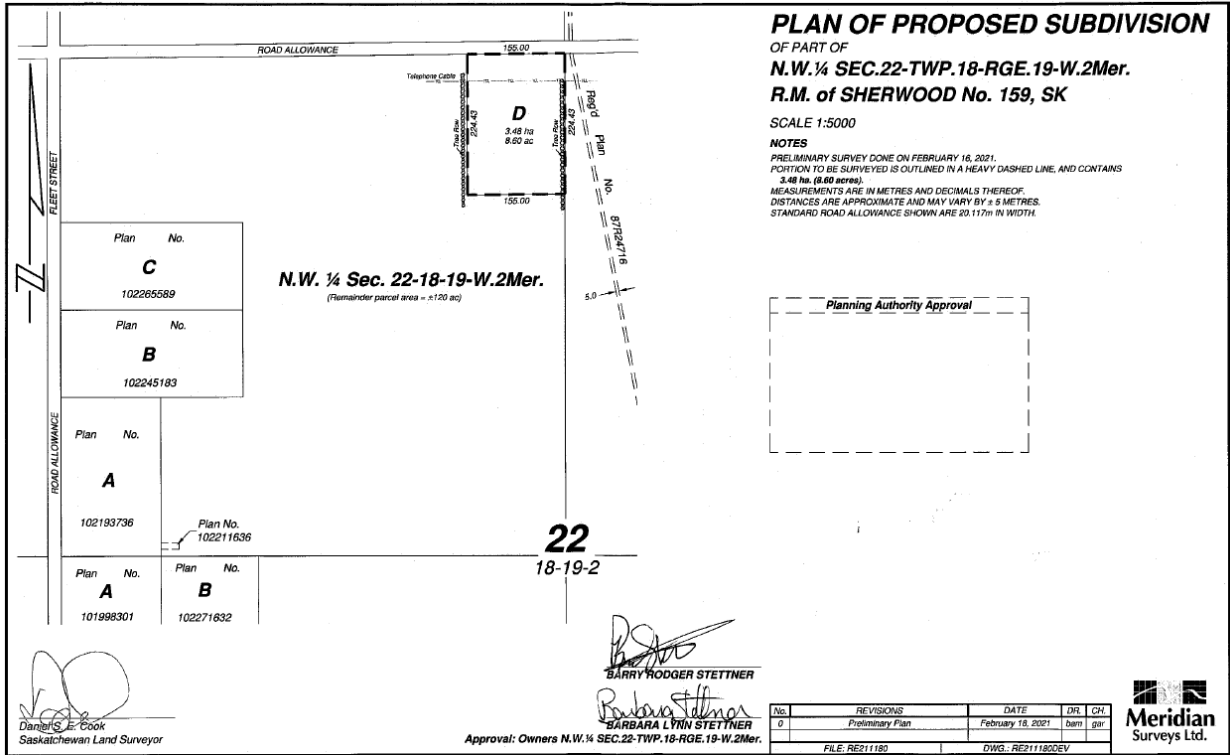 PLAN OF PROPOSED SUBDIVISION
OF PART OF
N.W.¼ SEC.22-TWP.18-RGE.19-W.2Mer.
R.M. of SHERWOOD No. 159, SK
SCALE 1:5000
NOTES
PRELIMINARY SURVEY DONE ON FEBRUARY 16, 2021.
PORTION TO BE SURVEYED IS OUTLINED IN A HEAVY DASHED LINE, AND CONTAINS
3.48 ha. (8.60 acres).
MEASUREMENTS ARE IN METRES AND DECIMALS THEREOF.
DISTANCES ARE APPROXIMATE AND MAY VARY BY ± 5 METRES.
STANDARD ROAD ALLOWANCE SHOWN ARE 20.117m IN WIDTH.
Planning Authority Approval
ROAD ALLOWANCE
155.00
Telephone Cable
Tree Row
224.43
D
3.48 ha
8.60 ac
Tree Row
224.43
155.00
Reg'd Plan No. 87R24716
5.0
FLEET STREET
ROAD ALLOWANCE
Plan No.
C
102265589
Plan No.
B
102245183
N.W. ¼ Sec. 22-18-19-W.2Mer.
(Remainder parcel area = ±120 ac)
Plan No.
A
102193736
Plan No.
102211636
Plan No.
A
101998301
Plan No.
B
102271632
22
18-19-2
Daniel S. E. Cook
Saskatchewan Land Surveyor
BARRY RODGER STETTNER
Barbara Stettner
BARBARA LYNN STETTNER
Approval: Owners N.W.¼ SEC.22-TWP.18-RGE.19-W.2Mer.
No. REVISIONS DATE DR. CH.
0 Preliminary Plan February 18, 2021 bam gar
FILE: RE211180 DWG.: RE211180DEV
Meridian
Surveys Ltd.